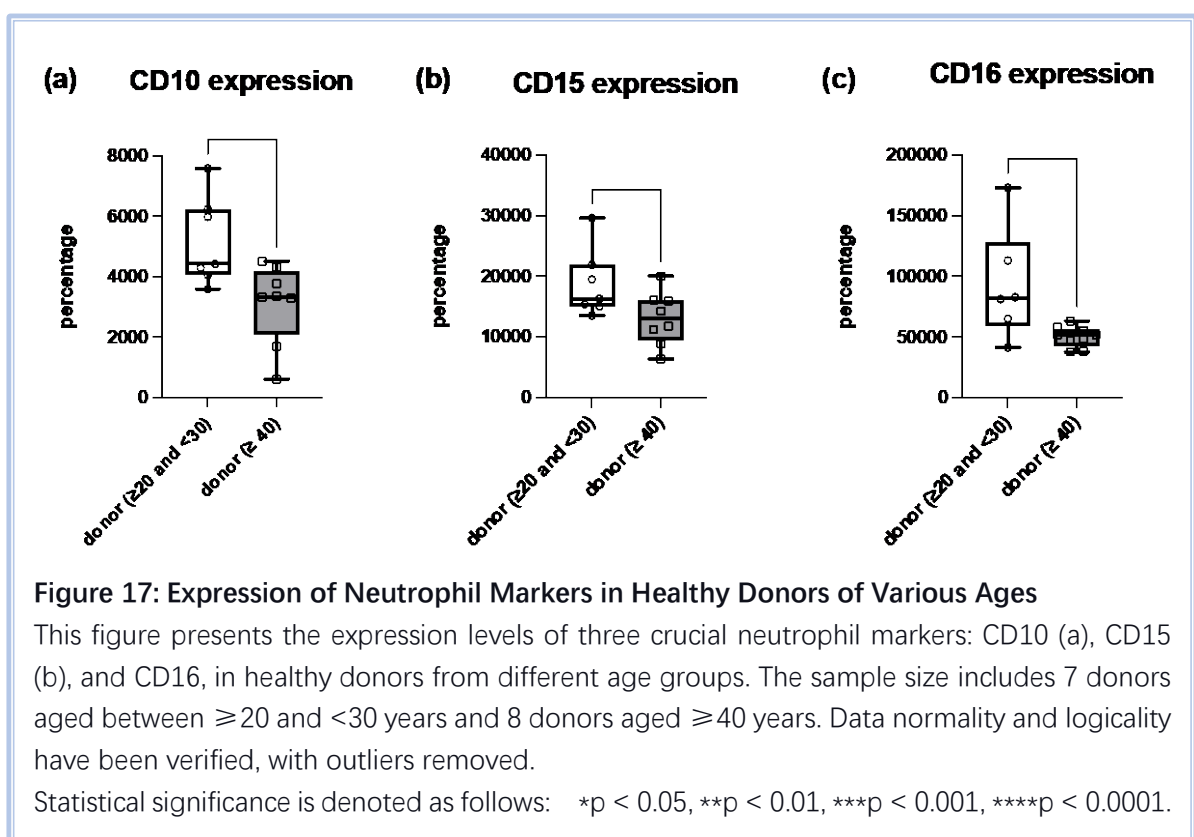 (a) CD10 expression (b) CD15 expression (c) CD16 expression
8000
6000
4000
2000
0
percentage
donor (≥20 and <30)
donor (≥ 40)
40000
30000
20000
10000
0
percentage
donor (≥20 and <30)
donor (≥ 40)
200000
150000
100000
50000
0
percentage
donor (≥20 and <30)
donor (≥ 40)
Figure 17: Expression of Neutrophil Markers in Healthy Donors of Various Ages
This figure presents the expression levels of three crucial neutrophil markers: CD10 (a), CD15
(b), and CD16, in healthy donors from different age groups. The sample size includes 7 donors
aged between ≥20 and <30 years and 8 donors aged ≥40 years. Data normality and logicality
have been verified, with outliers removed.
Statistical significance is denoted as follows: *p < 0.05, **p < 0.01, ***p < 0.001, ****p < 0.0001.